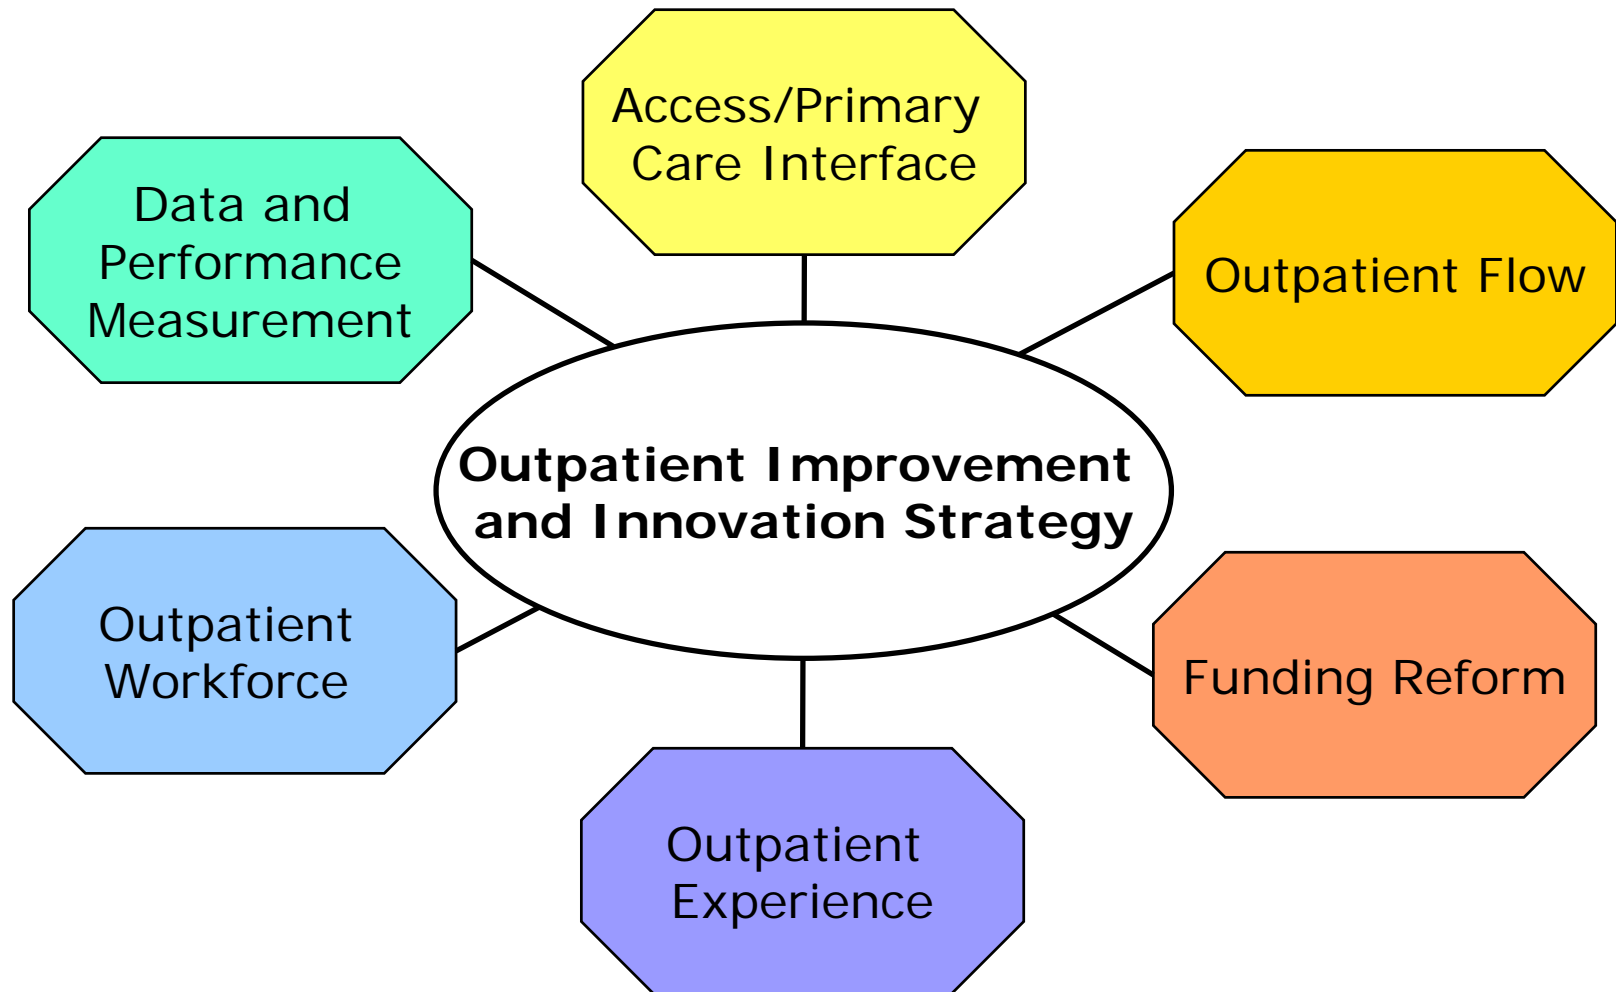 Access/Primary
Care Interface
Data and
Performance
Measurement
Outpatient Flow
Outpatient Improvement
and Innovation Strategy
Outpatient
Workforce
Funding Reform
Outpatient
Experience